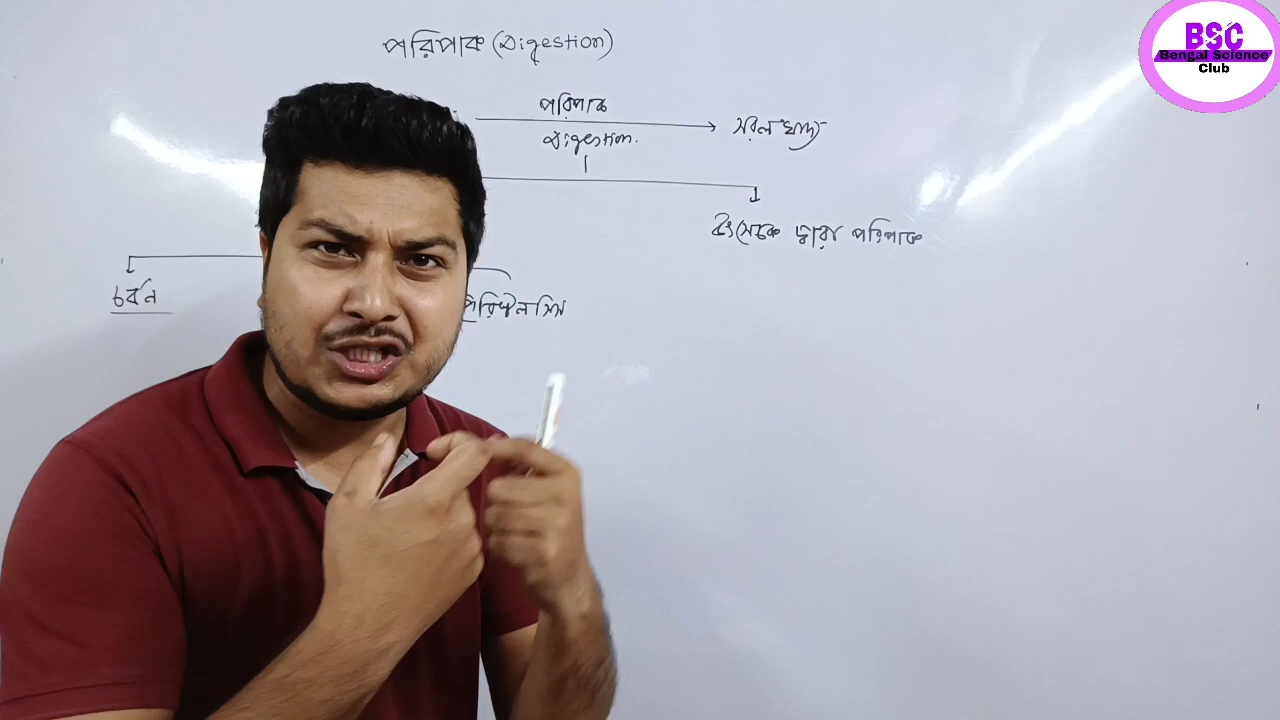 পরিপাক (Digestion)
BSC
Bengal Science
Club
পরিপাক
Digestion.
সরল খাদ্য
উৎসেচক দ্বারা পরিপাক
চর্বন